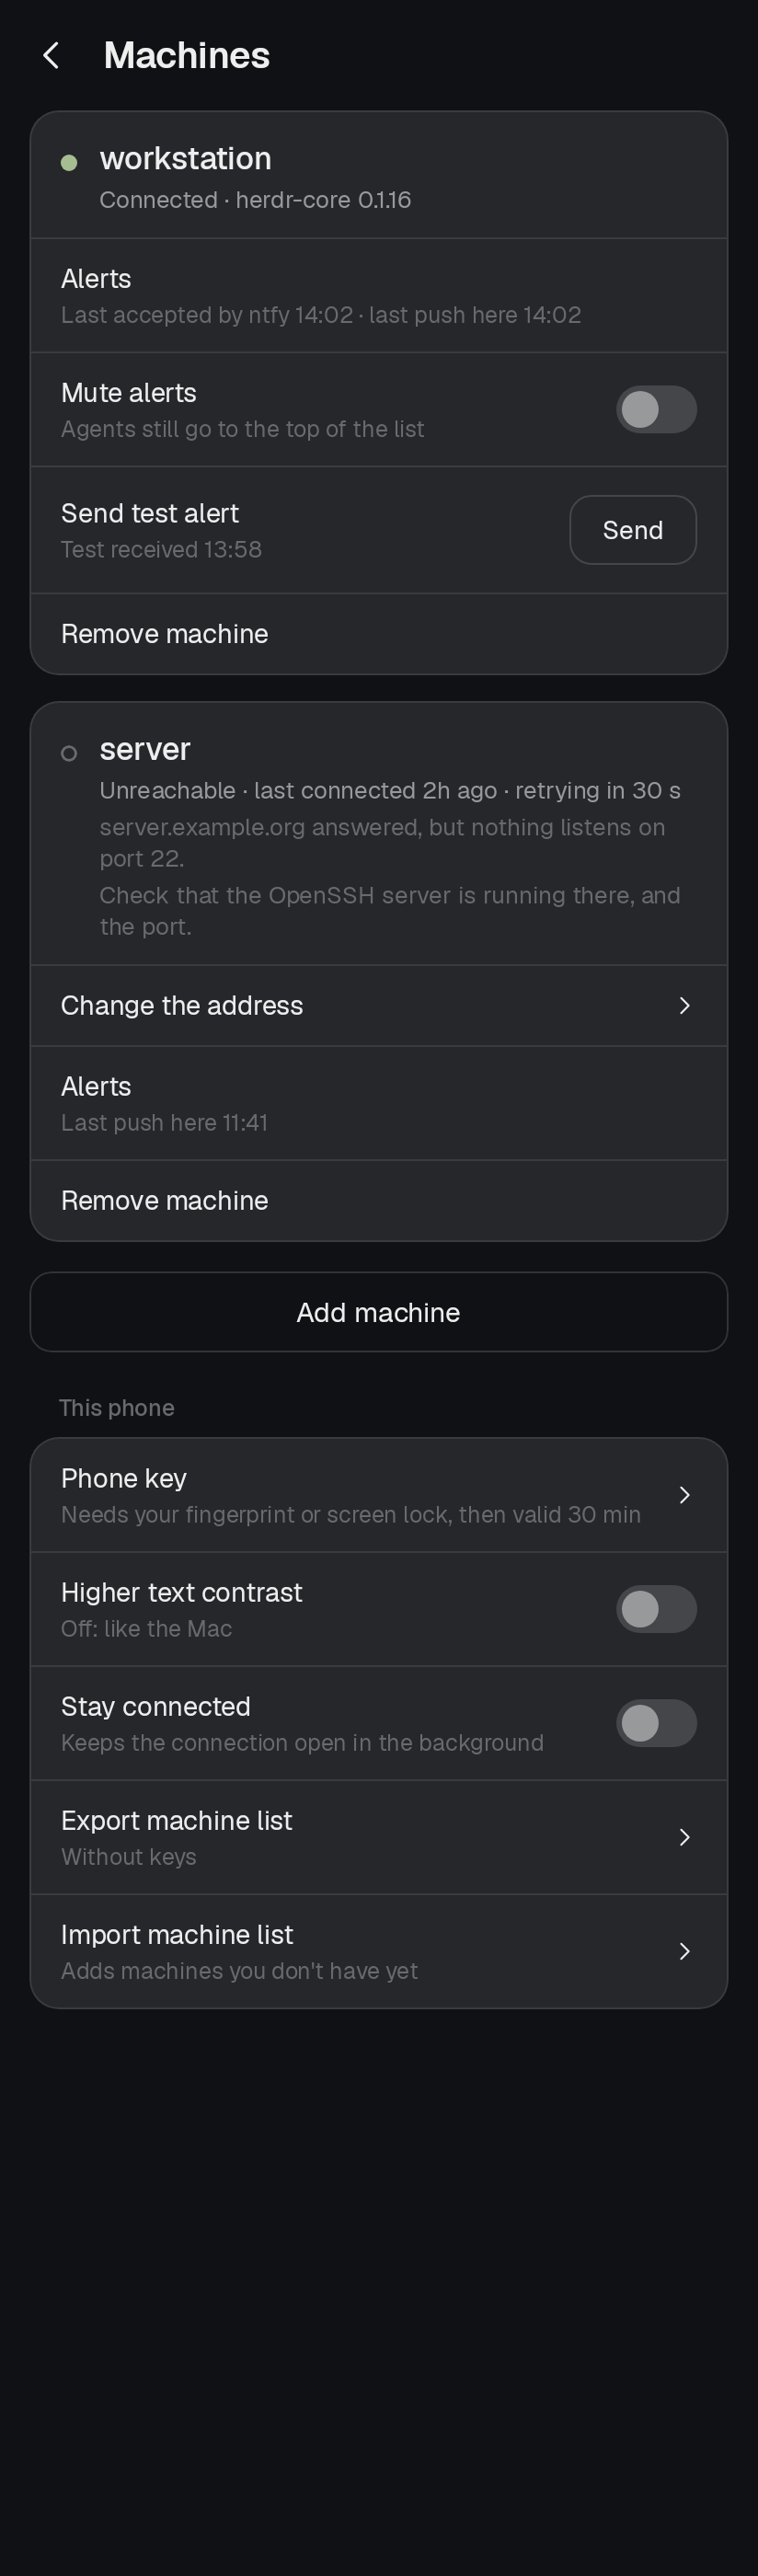 Machines
workstation
Connected · herdr-core 0.1.16
Alerts
Last accepted by ntfy 14:02 · last push here 14:02
Mute alerts
Agents still go to the top of the list
Send test alert
Test received 13:58
Send
Remove machine
server
Unreachable · last connected 2h ago · retrying in 30 s
server.example.org answered, but nothing listens on
port 22.
Check that the OpenSSH server is running there, and
the port.
Change the address
Alerts
Last push here 11:41
Remove machine
Add machine
This phone
Phone key
Needs your fingerprint or screen lock, then valid 30 min
Higher text contrast
Off: like the Mac
Stay connected
Keeps the connection open in the background
Export machine list
Without keys
Import machine list
Adds machines you don't have yet